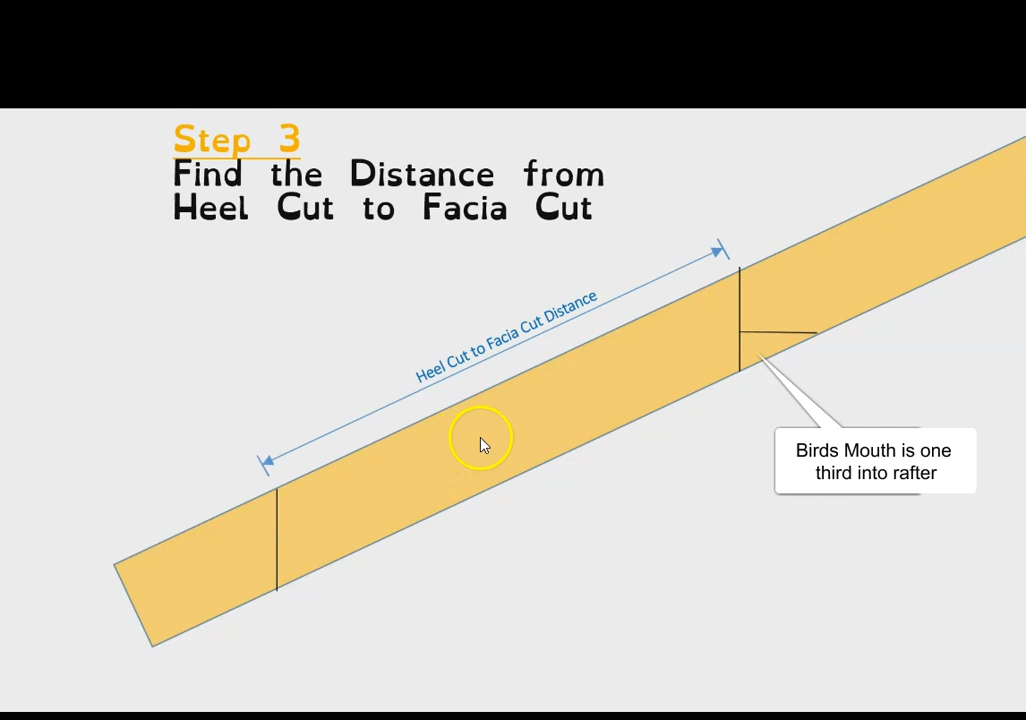 Step 3
Find the Distance from
Heel Cut to Facia Cut
Heel Cut to Facia Cut Distance
Birds Mouth is one
third into rafter